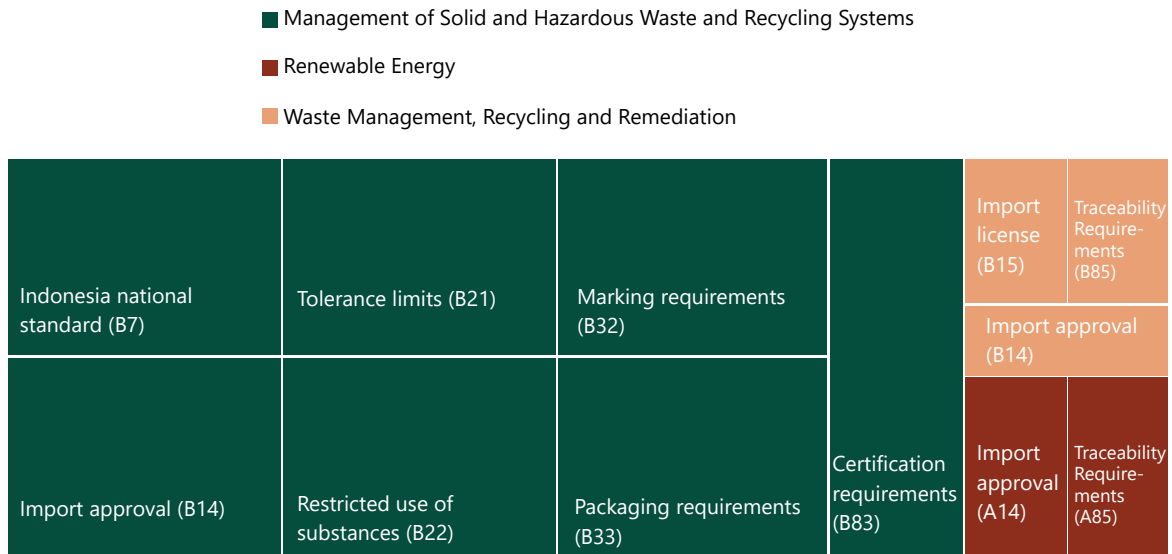 Management of Solid and Hazardous Waste and Recycling Systems
Renewable Energy
Waste Management, Recycling and Remediation
Indonesia national
standard (B7)
Tolerance limits (B21)
Marking requirements
(B32)
Import
license
(B15)
Traceability
Require-
ments
(B85)
Import approval
(B14)
Import approval (B14)
Restricted use of
substances (B22)
Packaging requirements
(B33)
Certification
requirements
(B83)
Import
approval
(A14)
Traceability
Require-
ments
(A85)